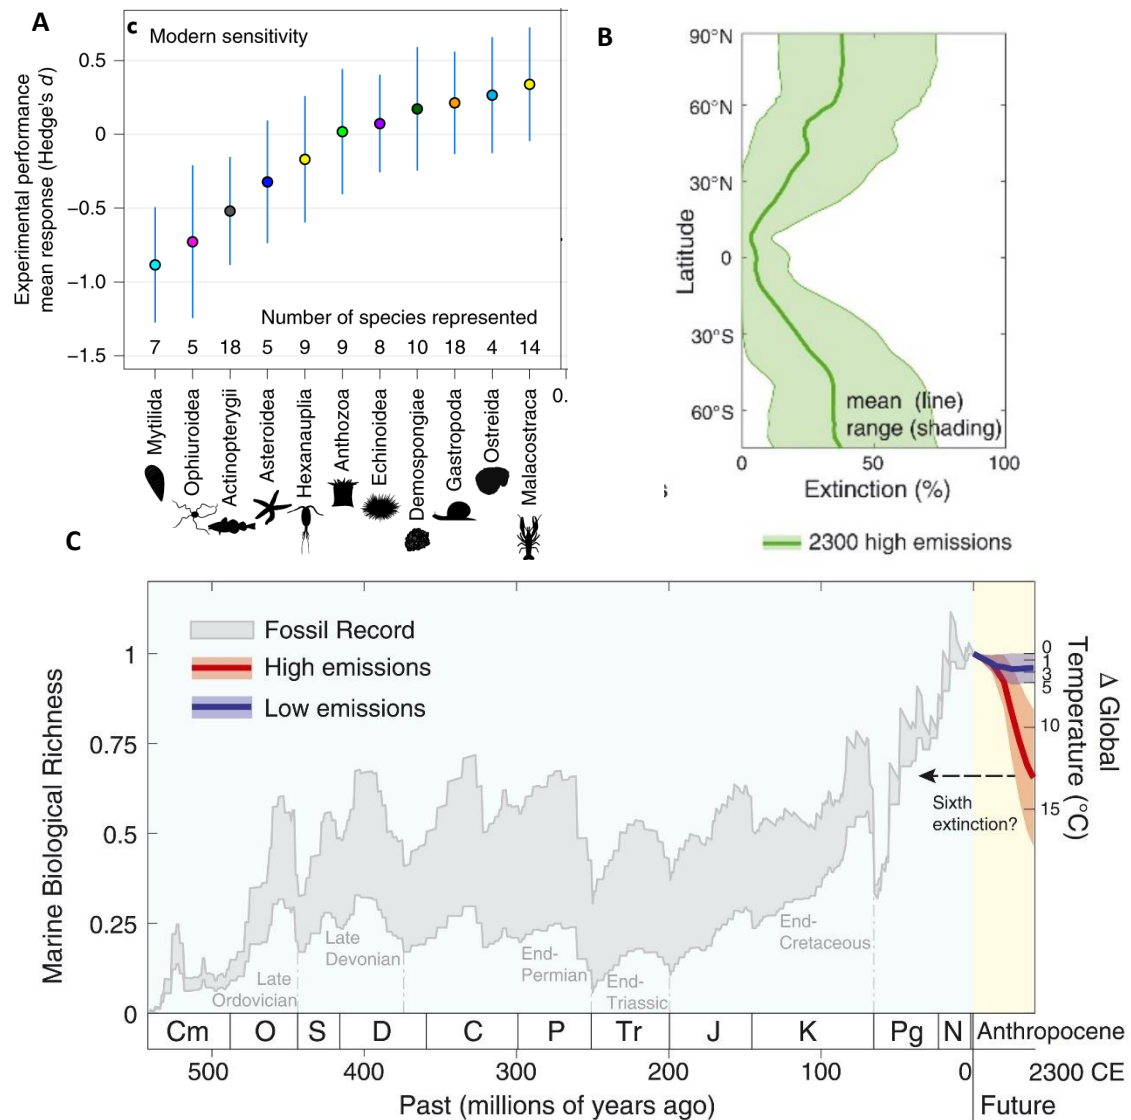 A
c
Modern sensitivity
Experimental performance
mean response (Hedge's d)
0.5
0
−0.5
−1.0
−1.5
Number of species represented
7 5 18 5 9 9 8 10 18 4 14
0.
Mytilida
Ophiuroidea
Actinopterygii
Asteroidea
Hexanauplia
Anthozoa
Echinoidea
Demospongiae
Gastropoda
Ostreida
Malacostraca
B
90°N
60°N
30°N
0
30°S
60°S
Latitude
mean (line)
range (shading)
0 50 100
s
Extinction (%)
2300 high emissions
C
Marine Biological Richness
1
0.75
0.5
0.25
0
Fossil Record
High emissions
Low emissions
Late
Ordovician
Late
Devonian
End-
Permian
End-
Triassic
End-
Cretaceous
Sixth
extinction?
0
1
3
5
10
15
Δ Global
Temperature (°C)
Cm O S D C P Tr J K Pg N Anthropocene
500 400 300 200 100 0 2300 CE
Past (millions of years ago) Future